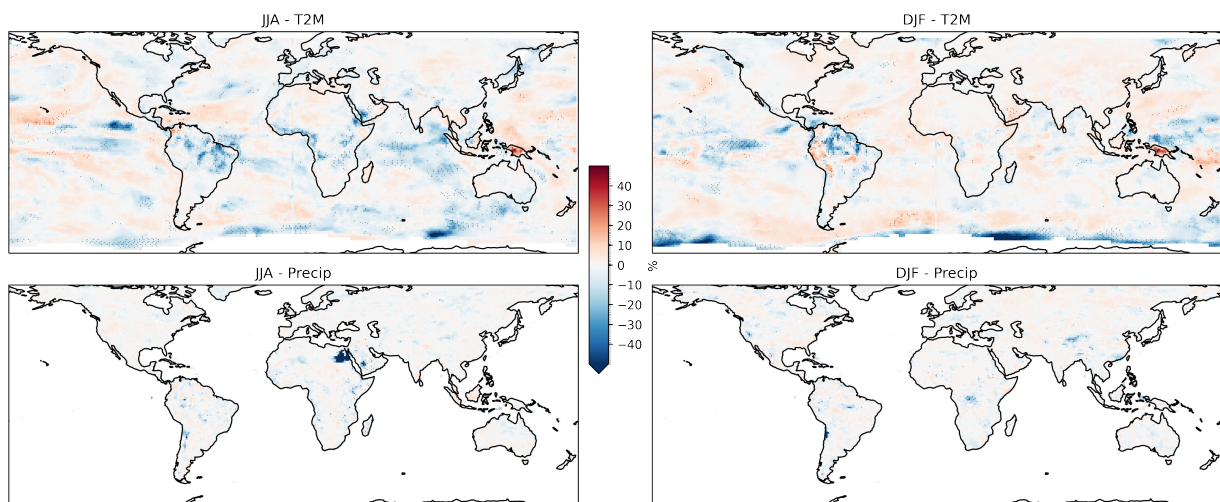 JJA - T2M
DJF - T2M
40
30
20
10
0
−10
−20
−30
−40
%
JJA - Precip
DJF - Precip